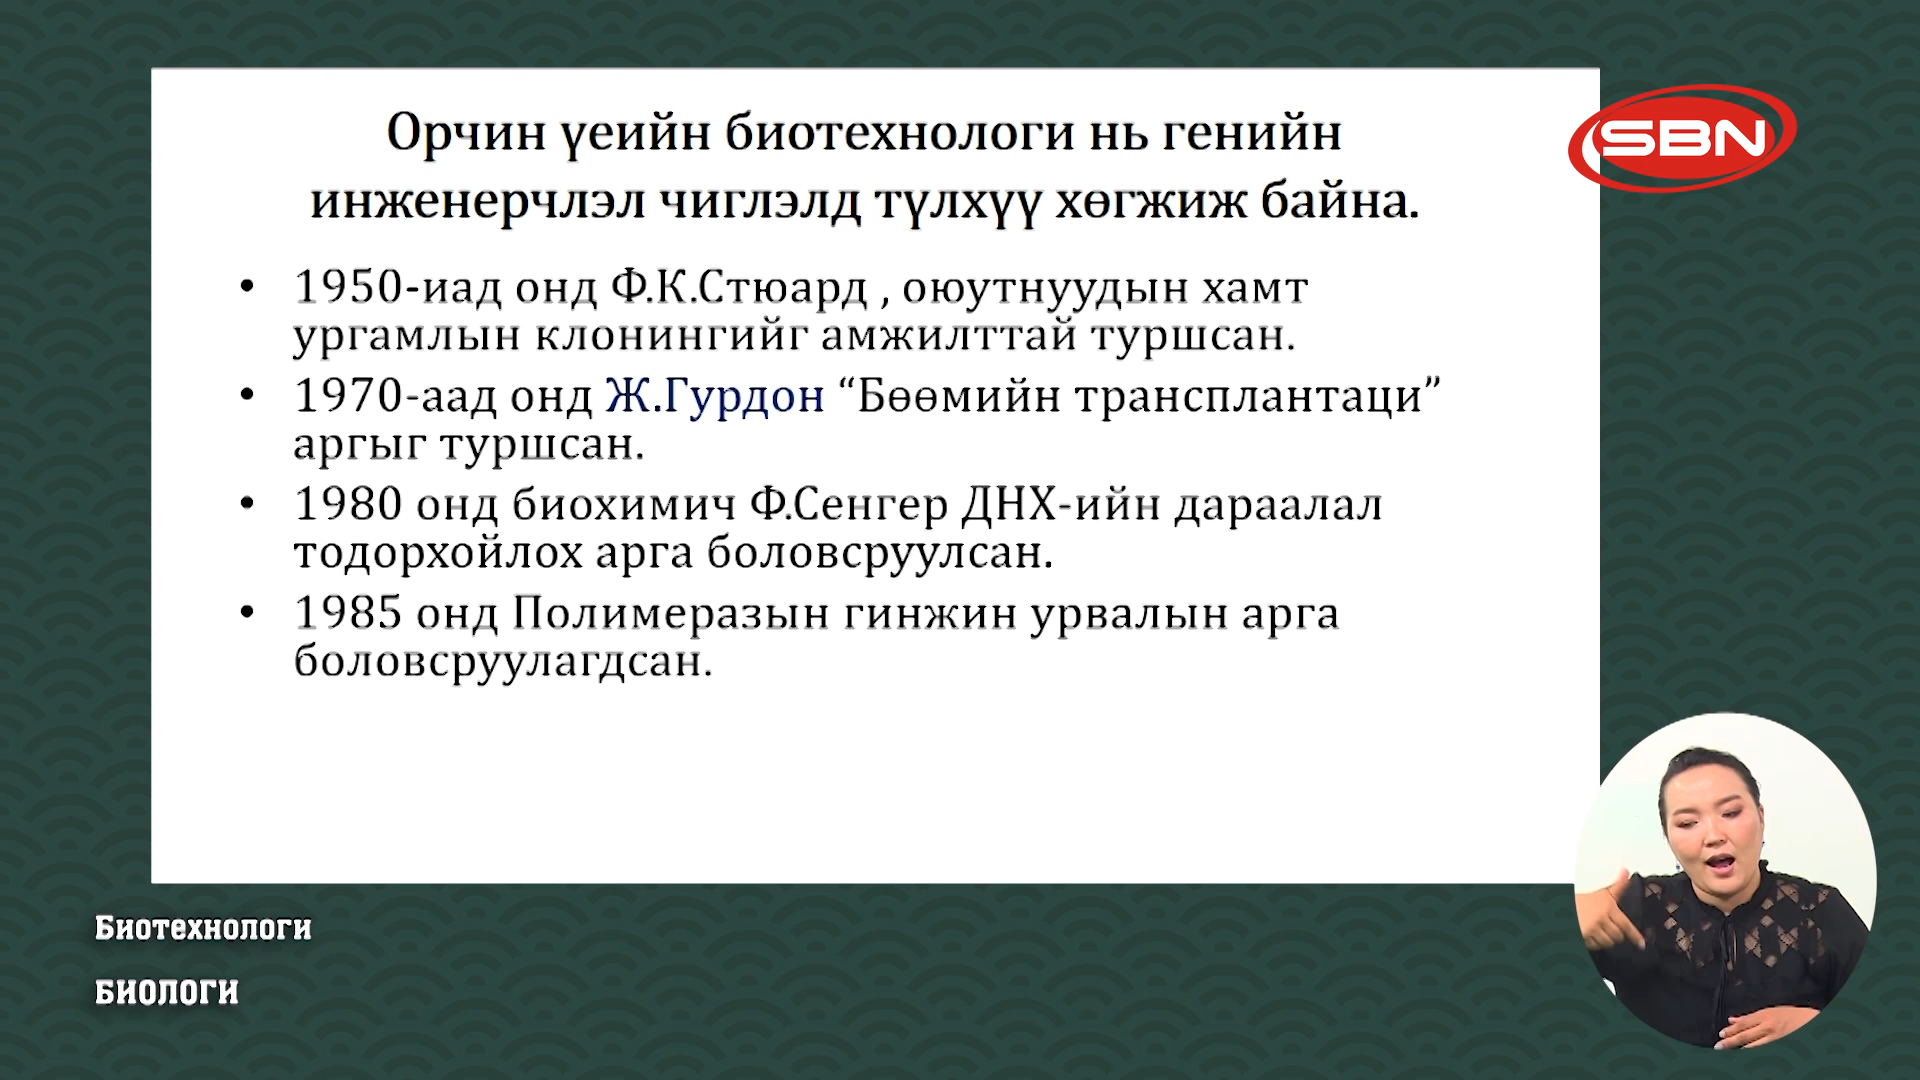 Орчин үеийн биотехнологи нь генийн
инженерчлэл чиглэлд түлхүү хөгжиж байна.
• 1950-иад онд Ф.К.Стюард , оюутнуудын хамт
ургамлын клонингийг амжилттай туршсан.
• 1970-аад онд Ж.Гурдон “Бөөмийн трансплантаци”
аргыг туршсан.
• 1980 онд биохимич Ф.Сенгер ДНХ-ийн дараалал
тодорхойлох арга боловсруулсан.
• 1985 онд Полимеразын гинжин урвалын арга
боловсруулагдсан.
SBN
Биотехнологи
БИОЛОГИ